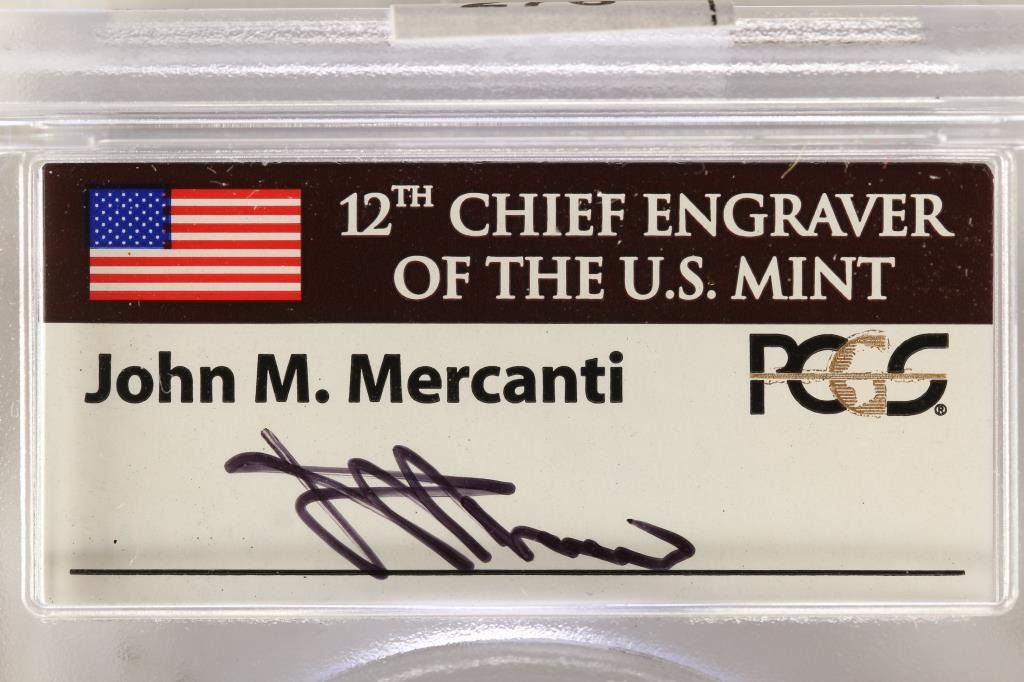 12TH CHIEF ENGRAVER
OF THE U.S. MINT
John M. Mercanti
PCGS®